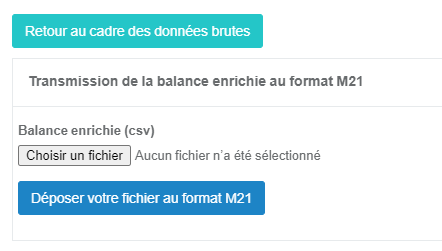 Retour au cadre des données brutes
Transmission de la balance enrichie au format M21
Balance enrichie (csv)
Choisir un fichier Aucun fichier n’a été sélectionné
Déposer votre fichier au format M21